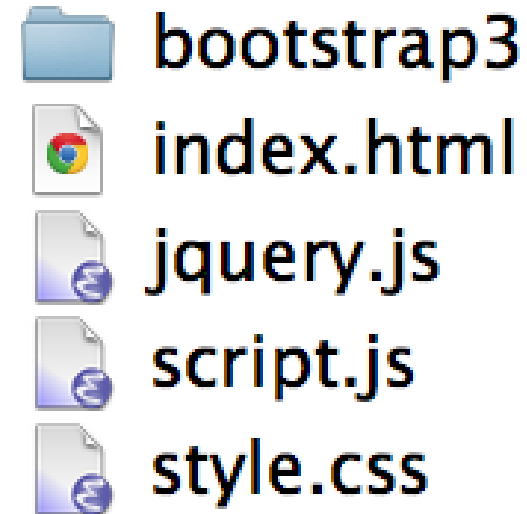 bootstrap3
index.html
jquery.js
script.js
style.css